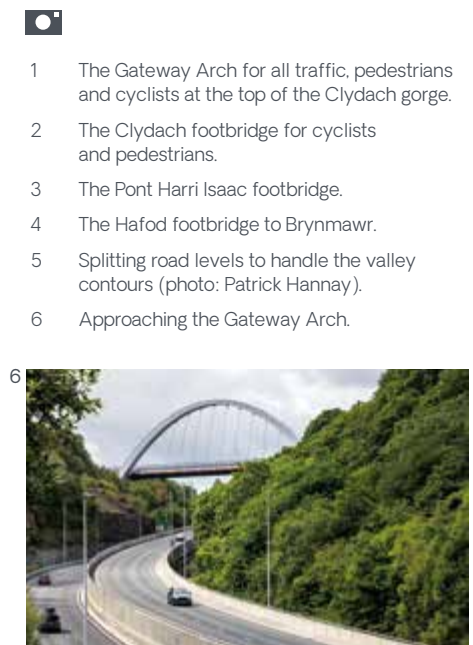 1 The Gateway Arch for all traffic, pedestrians
and cyclists at the top of the Clydach gorge.
2 The Clydach footbridge for cyclists
and pedestrians.
3 The Pont Harri Isaac footbridge.
4 The Hafod footbridge to Brynmawr.
5 Splitting road levels to handle the valley
contours (photo: Patrick Hannay).
6 Approaching the Gateway Arch.
6